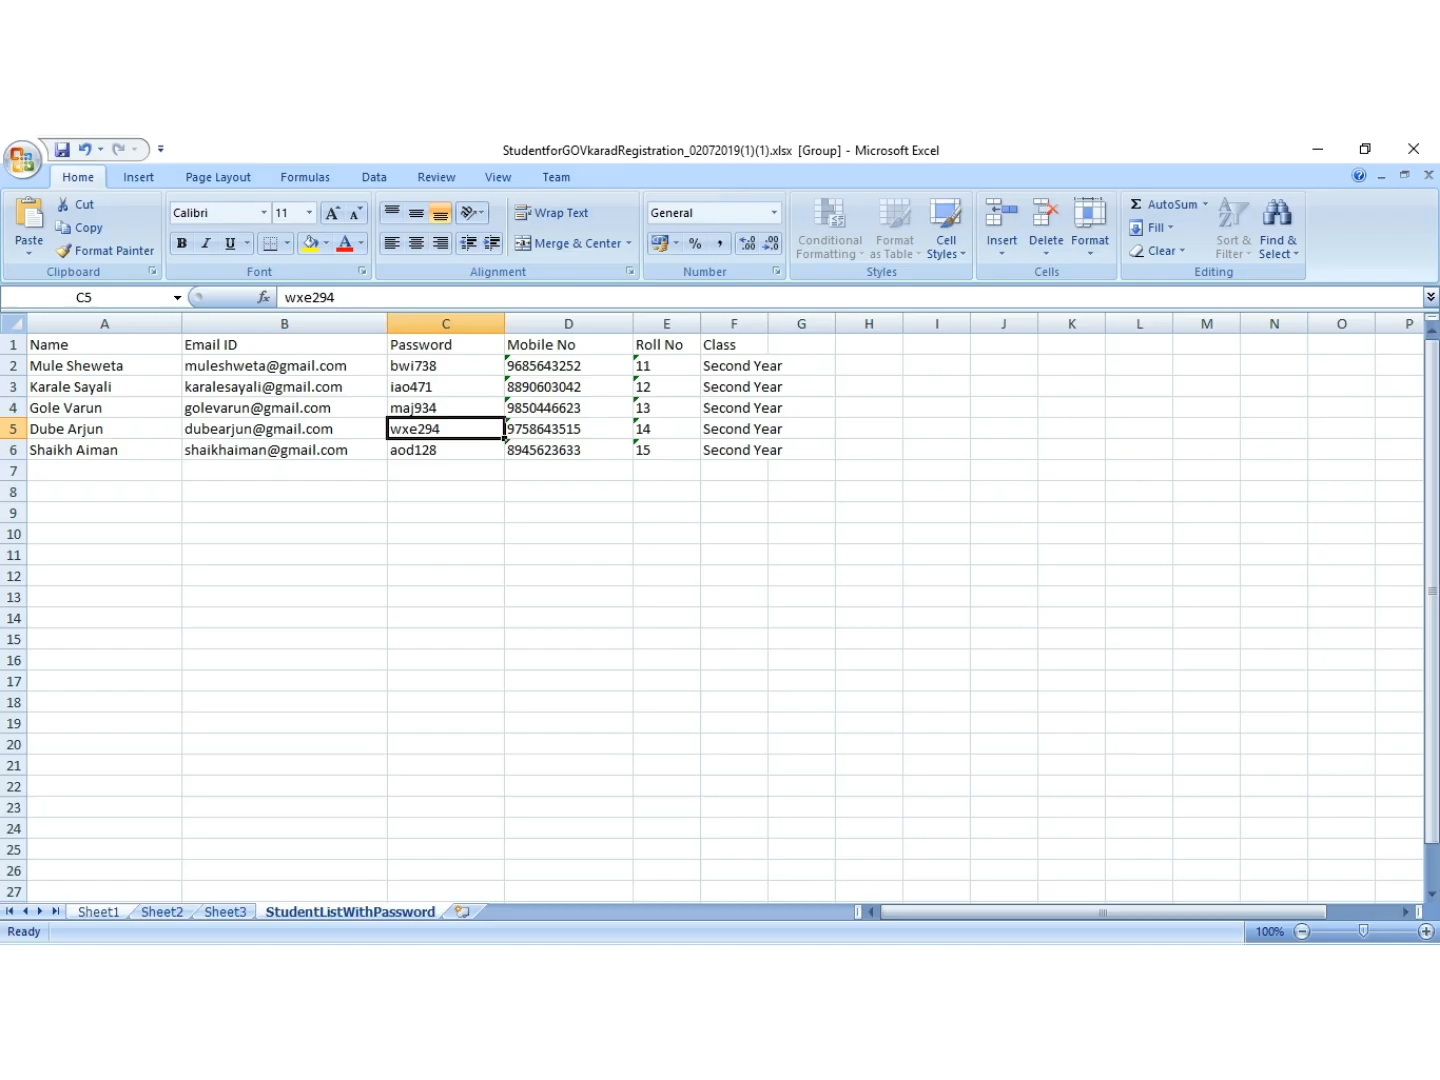 StudentforGOVkaradRegistration_02072019(1)(1).xlsx [Group] - Microsoft Excel
Home Insert Page Layout Formulas Data Review View Team
Paste Cut Copy Format Painter Clipboard
Calibri 11 A A B I U A Font
Wrap Text Merge & Center Alignment
General % , .00 .00 Number
Conditional Formatting Format as Table Cell Styles Styles
Insert Delete Format Cells
Σ AutoSum Fill Clear Sort & Filter Find & Select Editing
C5 fx wxe294
A B C D E F G H I J K L M N O P
1 Name Email ID Password Mobile No Roll No Class
2 Mule Sheweta muleshweta@gmail.com bwi738 9685643252 11 Second Year
3 Karale Sayali karalesayali@gmail.com iao471 8890603042 12 Second Year
4 Gole Varun golevarun@gmail.com maj934 9850446623 13 Second Year
5 Dube Arjun dubearjun@gmail.com wxe294 9758643515 14 Second Year
6 Shaikh Aiman shaikhaiman@gmail.com aod128 8945623633 15 Second Year
7
8
9
10
11
12
13
14
15
16
17
18
19
20
21
22
23
24
25
26
27
Sheet1 Sheet2 Sheet3 StudentListWithPassword
Ready 100%